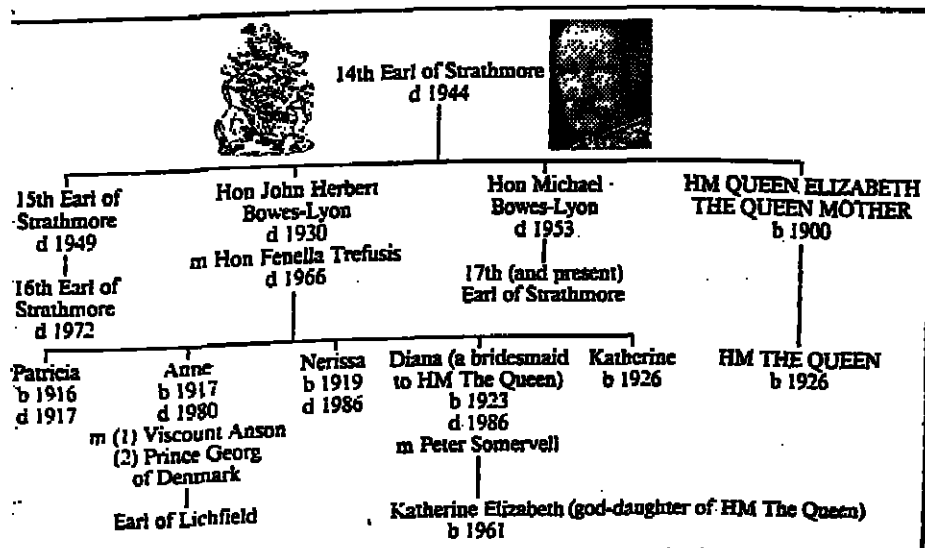 14th Earl of Strathmore
d 1944
15th Earl of
Strathmore
d 1949
16th Earl of
Strathmore
d 1972
Hon John Herbert
Bowes-Lyon
d 1930
m Hon Fenella Trefusis
d 1966
Hon Michael
Bowes-Lyon
d 1953
17th (and present)
Earl of Strathmore
HM QUEEN ELIZABETH
THE QUEEN MOTHER
b 1900
Patricia
b 1916
d 1917
Anne
b 1917
d 1980
m (1) Viscount Anson
(2) Prince Georg
of Denmark
Earl of Lichfield
Nerissa
b 1919
d 1986
Diana (a bridesmaid
to HM The Queen)
b 1923
d 1986
m Peter Somervell
Katherine Elizabeth (god-daughter of HM The Queen)
b 1961
Katherine
b 1926
HM THE QUEEN
b 1926